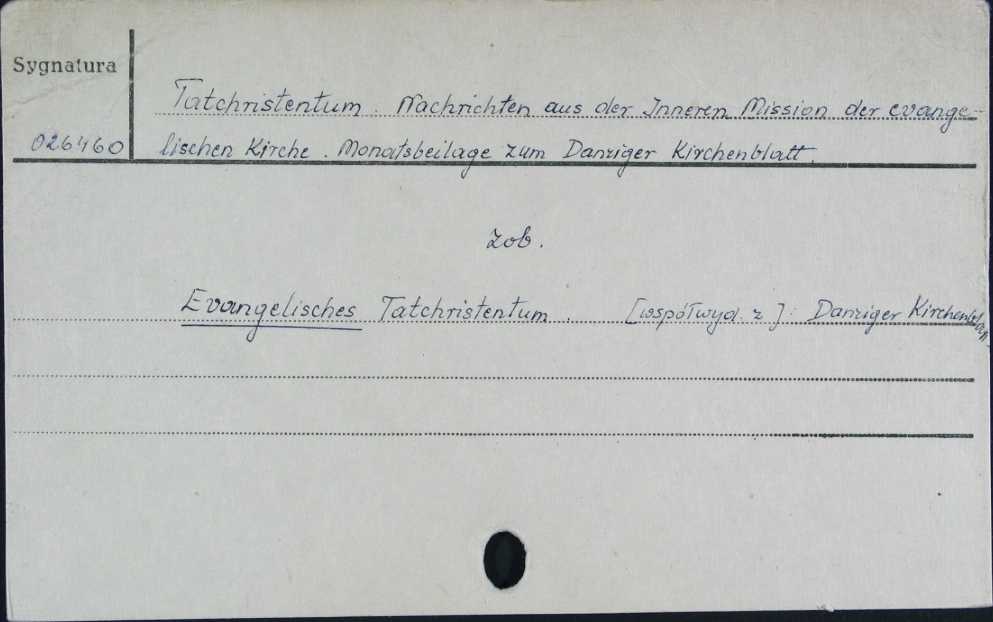 Sygnatura
Tatchristentum. Nachrichten aus der Inneren Mission der evange-
026460 lischen Kirche. Monatsbeilage zum Danziger Kirchenblatt.
zob.
Evangelisches Tatchristentum. [współwyd. z]: Danziger Kirchenblatt